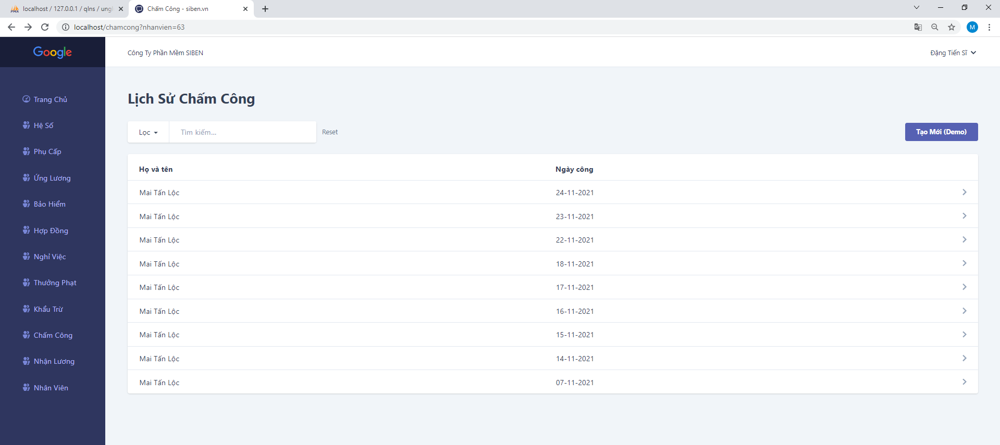 localhost / 127.0.0.1 / qlns / ungl
Chấm Công - siben.vn
localhost/chamcong?nhanvien=63
M
Google
Công Ty Phần Mềm SIBEN
Đặng Tiến Sĩ
Trang Chủ
Hệ Số
Phụ Cấp
Ứng Lương
Bảo Hiểm
Hợp Đồng
Nghỉ Việc
Thưởng Phạt
Khẩu Trừ
Chấm Công
Nhận Lương
Nhân Viên
Lịch Sử Chấm Công
Lọc
Tìm kiếm...
Reset
Tạo Mới (Demo)
Họ và tên Ngày công
Mai Tấn Lộc 24-11-2021
Mai Tấn Lộc 23-11-2021
Mai Tấn Lộc 22-11-2021
Mai Tấn Lộc 18-11-2021
Mai Tấn Lộc 17-11-2021
Mai Tấn Lộc 16-11-2021
Mai Tấn Lộc 15-11-2021
Mai Tấn Lộc 14-11-2021
Mai Tấn Lộc 07-11-2021